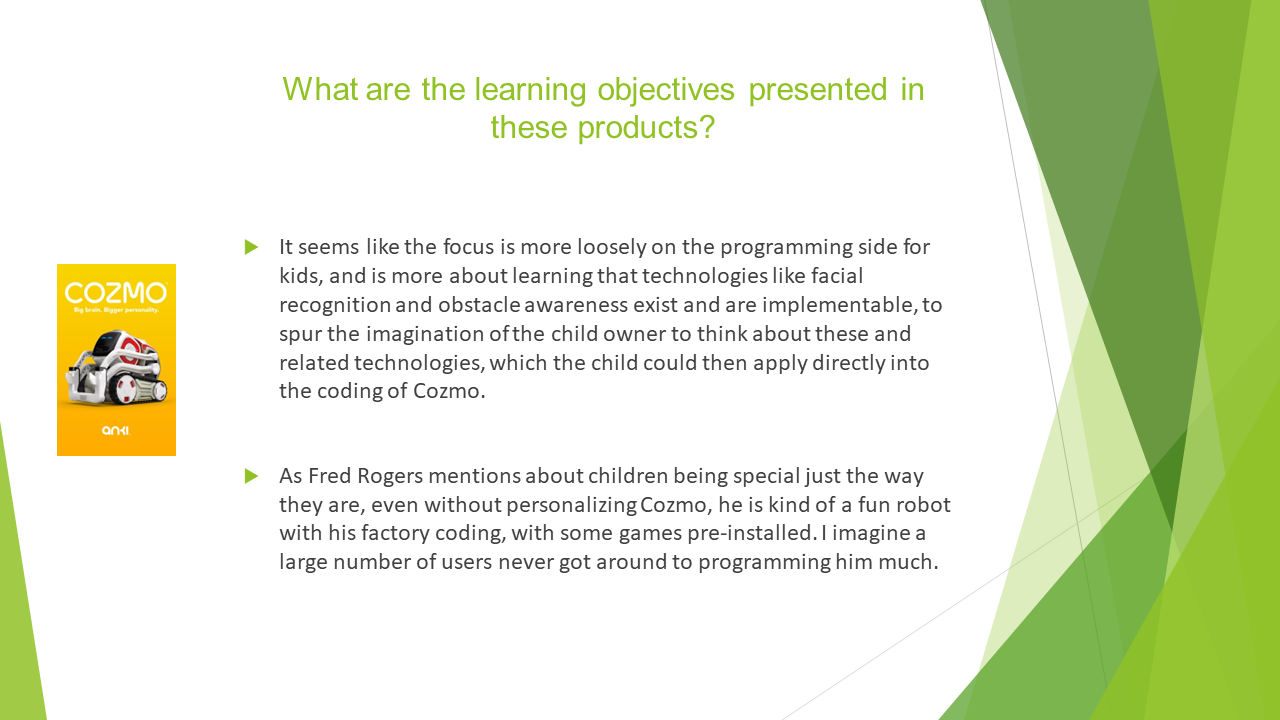 What are the learning objectives presented in
these products?
It seems like the focus is more loosely on the programming side for
kids, and is more about learning that technologies like facial
recognition and obstacle awareness exist and are implementable, to
spur the imagination of the child owner to think about these and
related technologies, which the child could then apply directly into
the coding of Cozmo.
COZMO
Big brain. Bigger personality.
anki
As Fred Rogers mentions about children being special just the way
they are, even without personalizing Cozmo, he is kind of a fun robot
with his factory coding, with some games pre-installed. I imagine a
large number of users never got around to programming him much.